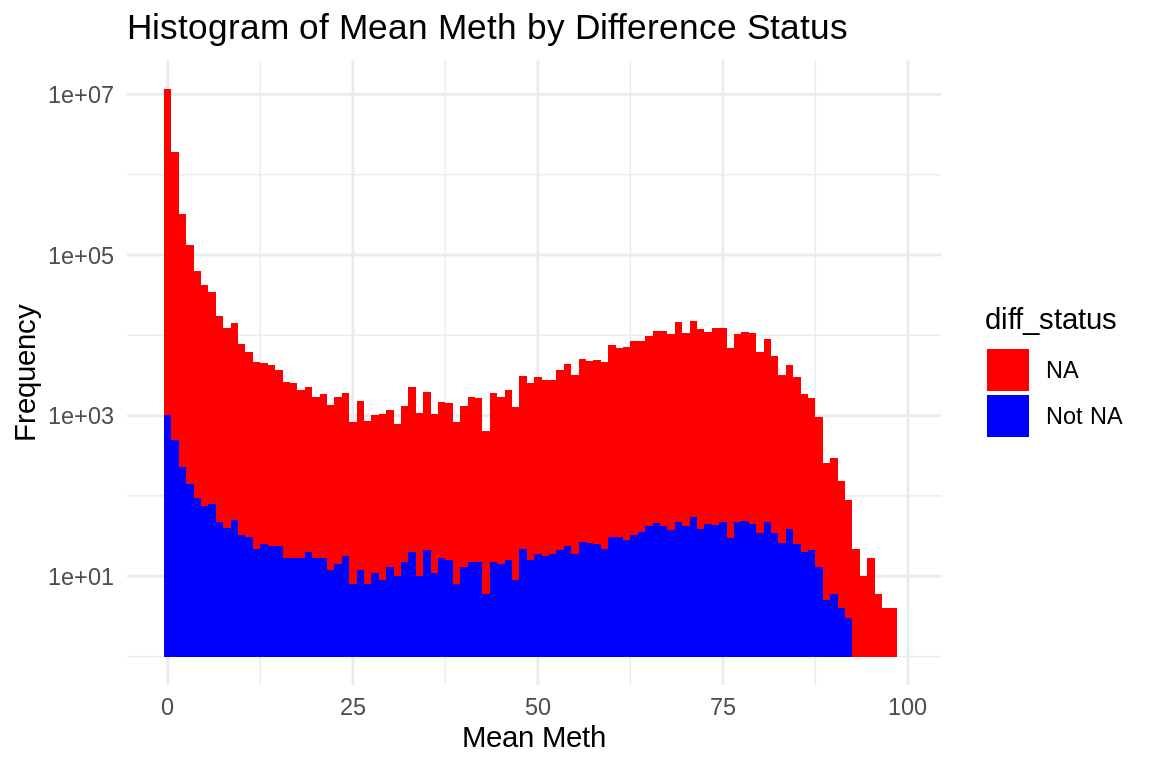 Histogram of Mean Meth by Difference Status
1e+07
1e+05
1e+03
1e+01
Frequency
0 25 50 75 100
Mean Meth
diff_status
NA
Not NA